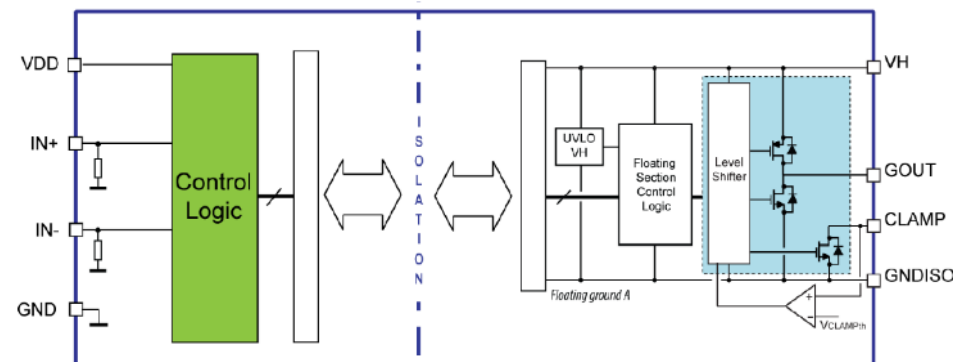 VDD
IN+
IN-
GND
Control
Logic
ISOLATION
UVLO
VH
Floating
Section
Control
Logic
Level
Shifter
VH
GOUT
CLAMP
GNDISO
Floating ground A
+
-
VCLAMPth